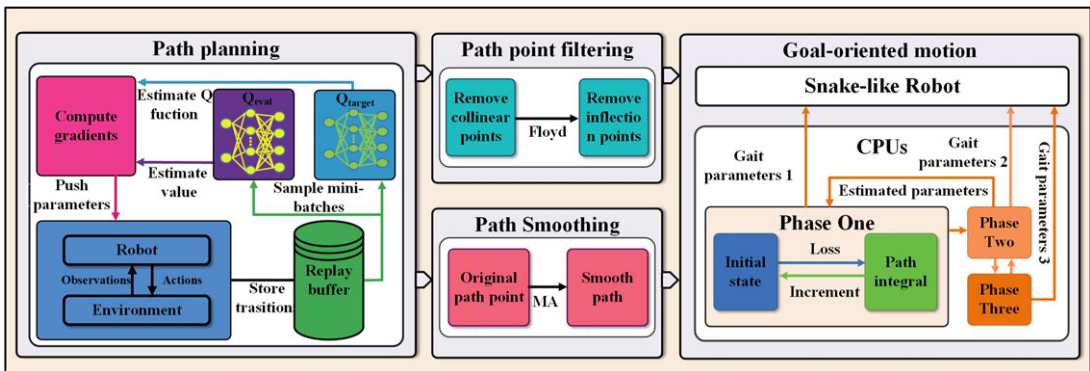 Path planning
Compute
gradients
Estimate Q
fuction
Q_eval
Q_target
Estimate
value
Sample mini-
batches
Push
parameters
Robot
Observations
Actions
Environment
Store
trasition
Replay
buffer
Path point filtering
Remove
collinear
points
Floyd
Remove
inflectio
n points
Path Smoothing
Original
path point
MA
Smooth
path
Goal-oriented motion
Snake-like Robot
CPUs
Gait
parameters 1
Gait
parameters 2
Gait parameters 3
Estimated parameters
Phase One
Initial
state
Loss
Increment
Path
integral
Phase
Two
Phase
Three